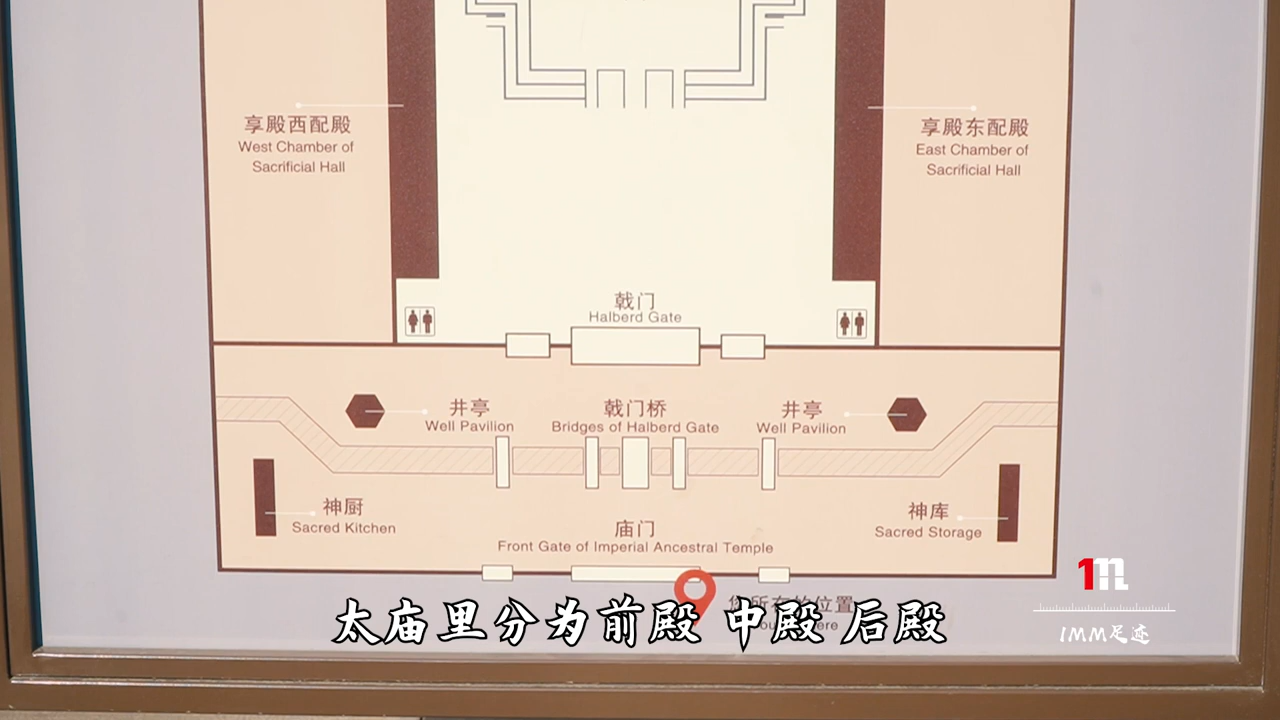 享殿西配殿
West Chamber of
Sacrificial Hall
享殿东配殿
East Chamber of
Sacrificial Hall
戟门
Halberd Gate
井亭
Well Pavilion
戟门桥
Bridges of Halberd Gate
井亭
Well Pavilion
神厨
Sacred Kitchen
神库
Sacred Storage
庙门
Front Gate of Imperial Ancestral Temple
您所在的位置
太庙里分为前殿 中殿 后殿
1m
1MM足迹